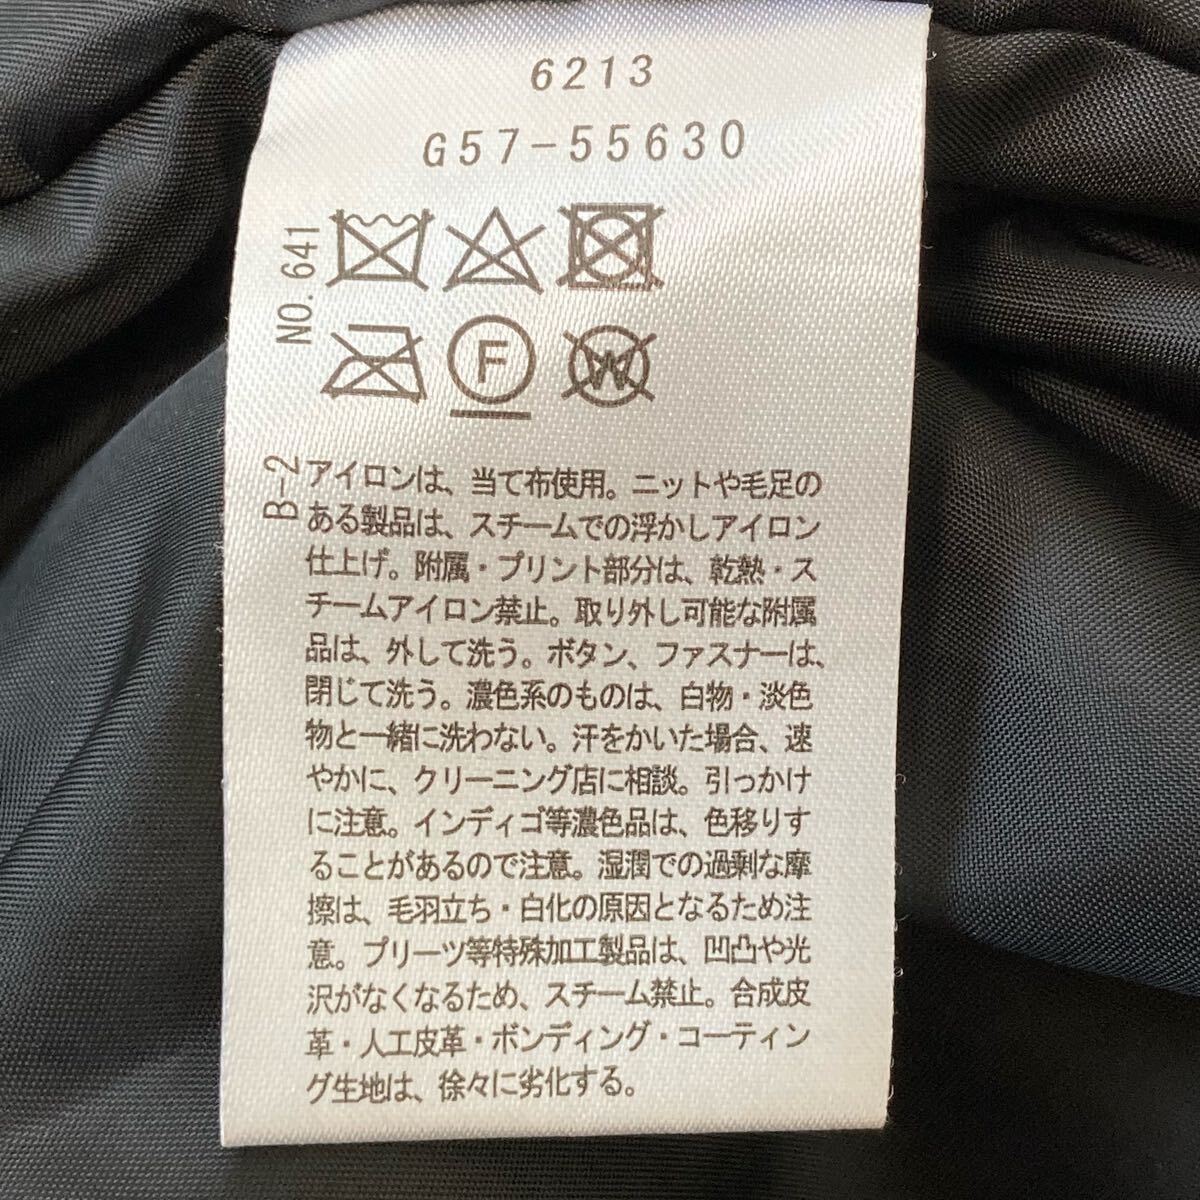 6213
G57-55630
NO. 641
F
W
B-2
アイロンは、当て布使用。ニットや毛足の
ある製品は、スチームでの浮かしアイロン
仕上げ。附属・プリント部分は、乾熱・ス
チームアイロン禁止。取り外し可能な附属
品は、外して洗う。ボタン、ファスナーは、
閉じて洗う。濃色系のものは、白物・淡色
物と一緒に洗わない。汗をかいた場合、速
やかに、クリーニング店に相談。引っかけ
に注意。インディゴ等濃色品は、色移りす
ることがあるので注意。湿潤での過剰な摩
擦は、毛羽立ち・白化の原因となるため注
意。プリーツ等特殊加工製品は、凹凸や光
沢がなくなるため、スチーム禁止。合成皮
革・人工皮革・ボンディング・コーティン
グ生地は、徐々に劣化する。